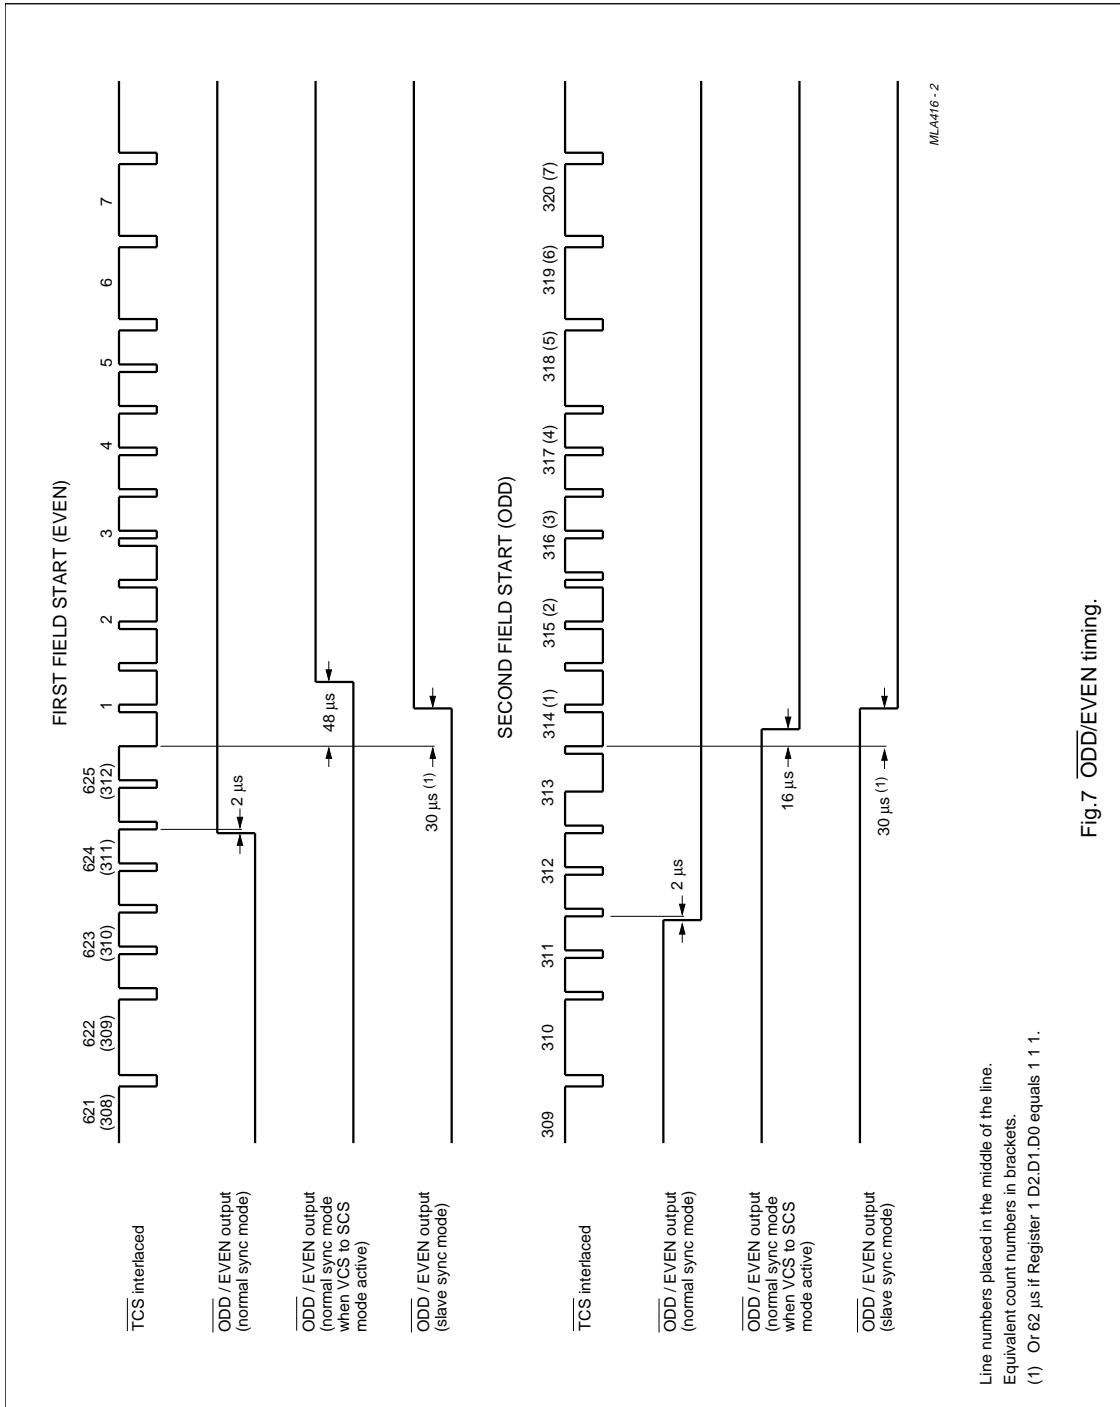 FIRST FIELD START (EVEN)
621 622 623 624 625 1 2 3 4 5 6 7
(308) (309) (310) (311) (312)
TCS interlaced
ODD / EVEN output
(normal sync mode)
2 μs
ODD / EVEN output
(normal sync mode
when VCS to SCS
mode active)
48 μs
ODD / EVEN output
(slave sync mode)
30 μs (1)
SECOND FIELD START (ODD)
309 310 311 312 313 314 (1) 315 (2) 316 (3) 317 (4) 318 (5) 319 (6) 320 (7)
TCS interlaced
ODD / EVEN output
(normal sync mode)
2 μs
ODD / EVEN output
(normal sync mode
when VCS to SCS
mode active)
16 μs
ODD / EVEN output
(slave sync mode)
30 μs (1)
MLA416 - 2
Line numbers placed in the middle of the line.
Equivalent count numbers in brackets.
(1) Or 62 μs if Register 1 D2.D1.D0 equals 1 1 1.
Fig.7 ODD/EVEN timing.